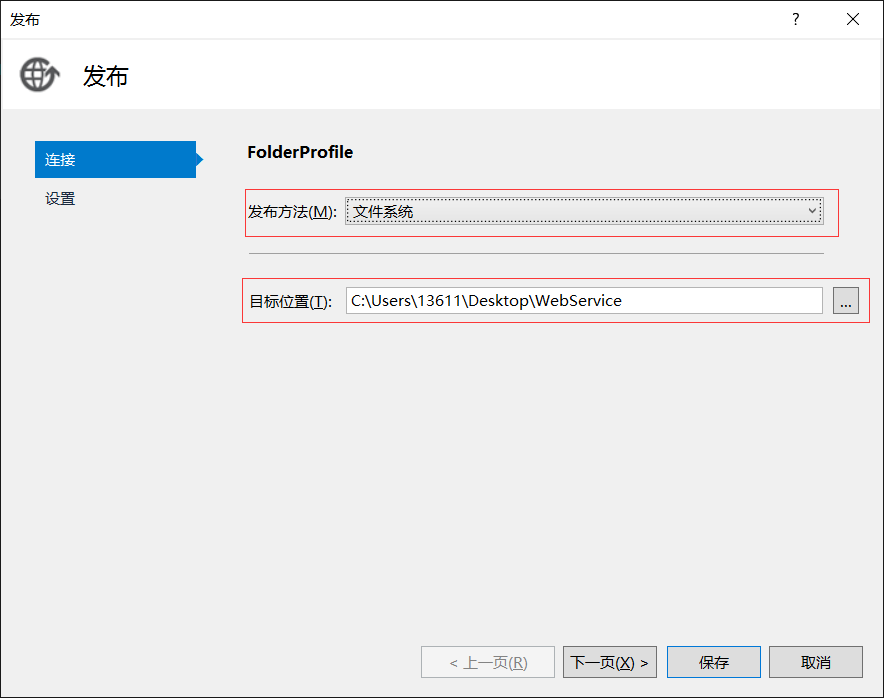 发布 ?
发布
连接
设置
FolderProfile
发布方法(M): 文件系统
目标位置(T): C:\Users\13611\Desktop\WebService ...
< 上一页(R) 下一页(X) > 保存 取消